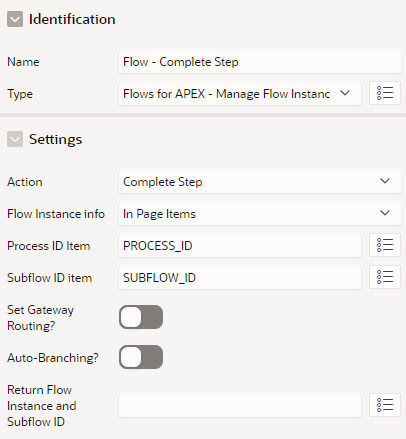 Identification
Name Flow - Complete Step
Type Flows for APEX - Manage Flow Instanc
Settings
Action Complete Step
Flow Instance info In Page Items
Process ID Item PROCESS_ID
Subflow ID item SUBFLOW_ID
Set Gateway
Routing?
Auto-Branching?
Return Flow
Instance and
Subflow ID